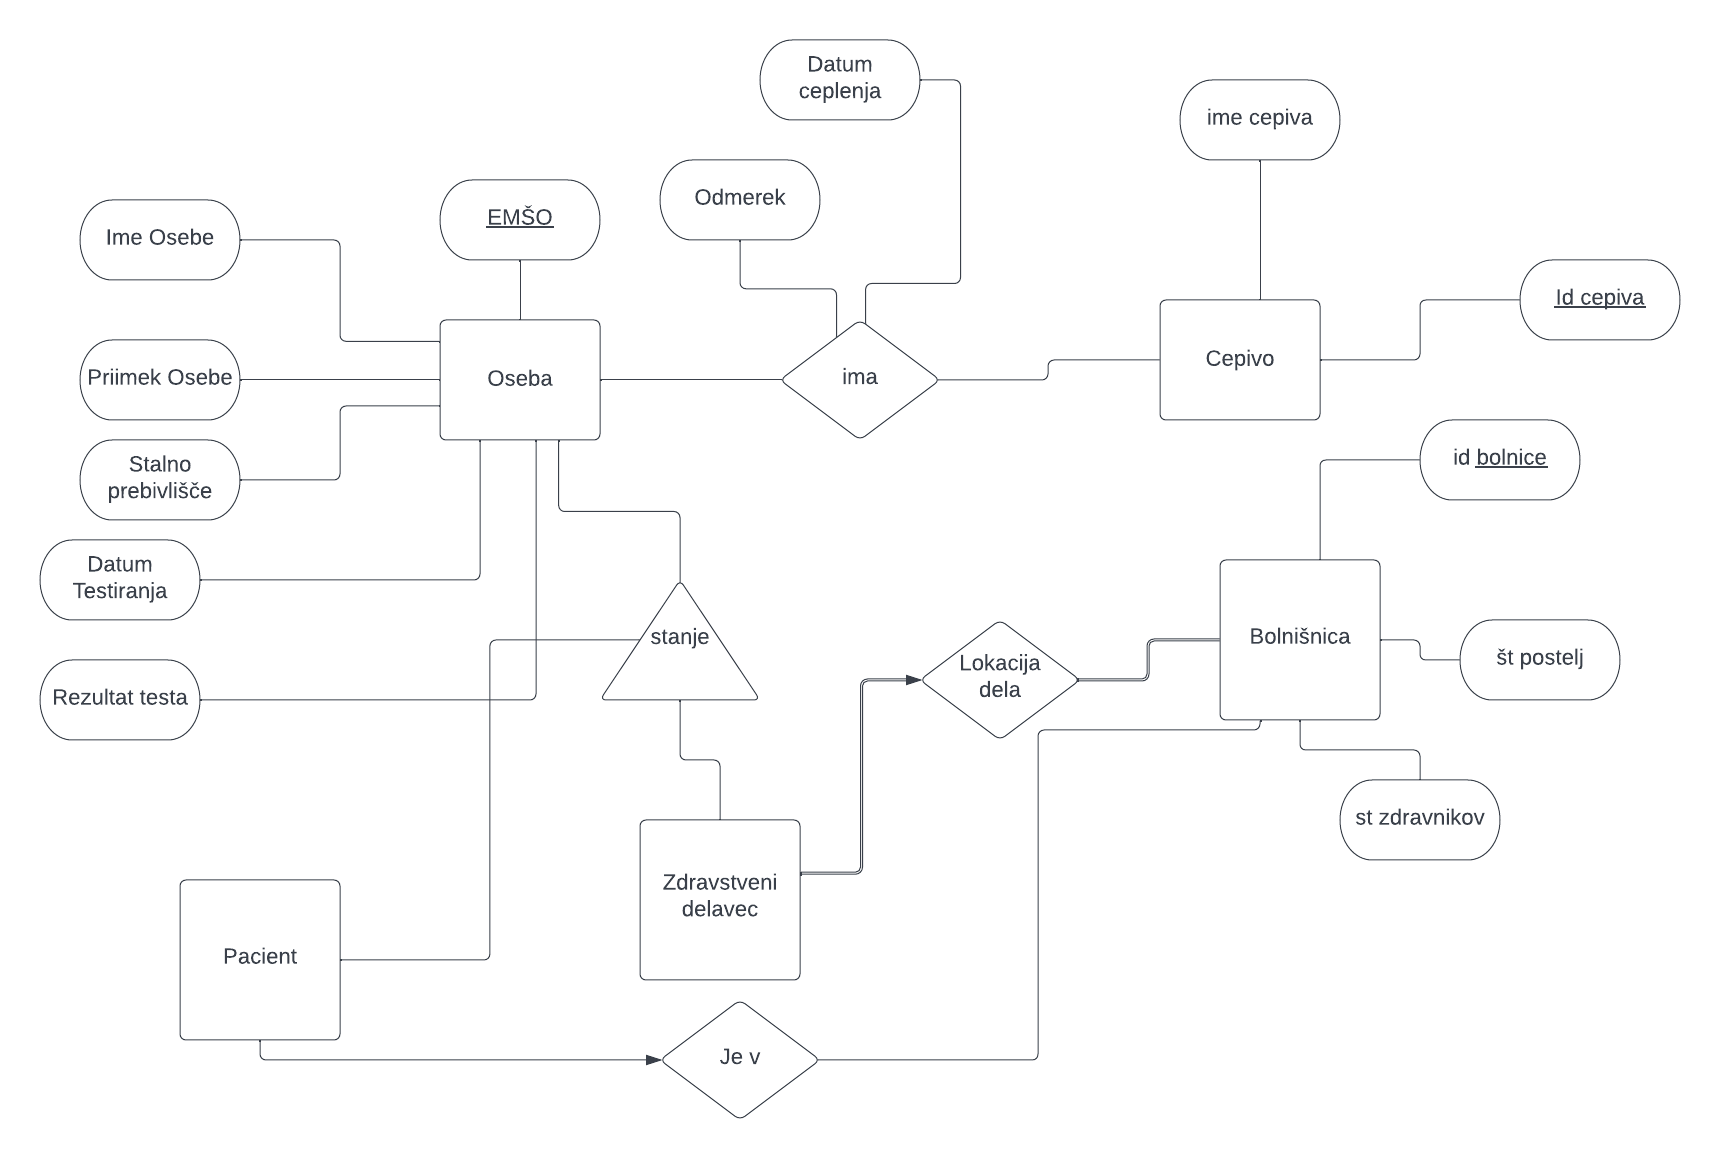 Datum
ceplenja
ime cepiva
Odmerek
EMŠO
Ime Osebe
Id cepiva
Priimek Osebe
Oseba
ima
Cepivo
Stalno
prebivlišče
id bolnice
Datum
Testiranja
stanje
Lokacija
dela
Bolnišnica
št postelj
Rezultat testa
st zdravnikov
Zdravstveni
delavec
Pacient
Je v